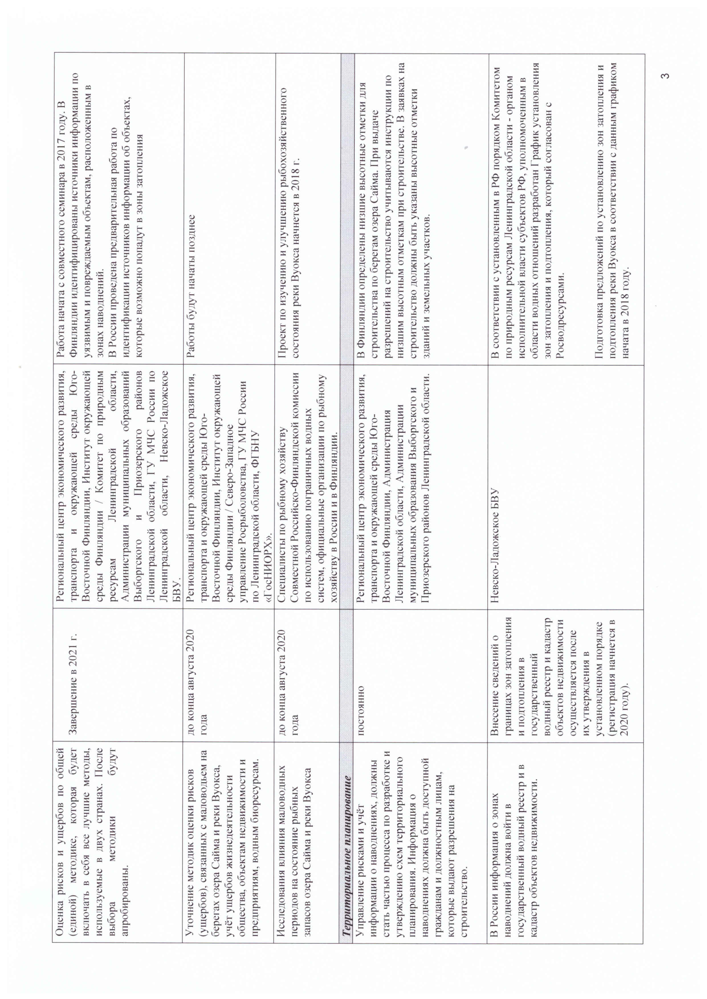 Оценка рисков и ущербов по общей
(единой) методике, которая будет
включать в себя все лучшие методы,
используемые в двух странах. После
выбора методики будут
апробированы.
Завершение в 2021 г.
Региональный центр экономического развития,
транспорта и окружающей среды Юго-
Восточной Финляндии, Институт окружающей
среды Финляндии / Комитет по природным
ресурсам Ленинградской области,
Администрации муниципальных образований
Выборгского и Приозерского районов
Ленинградской области, ГУ МЧС России по
Ленинградской области, Невско-Ладожское
БВУ.
Работа начата с совместного семинара в 2017 году. В
Финляндии идентифицированы источники информации по
уязвимым и повреждаемым объектам, расположенным в
зонах наводнений.
В России проведена предварительная работа по
идентификации источников информации об объектах,
которые возможно попадут в зоны затопления
Уточнение методик оценки рисков
(ущербов), связанных с маловодьем на
берегах озера Сайма и реки Вуокса,
учёт ущербов жизнедеятельности
общества, объектам недвижимости и
предприятиям, водным биоресурсам.
до конца августа 2020
года
Региональный центр экономического развития,
транспорта и окружающей среды Юго-
Восточной Финляндии, Институт окружающей
среды Финляндии / Северо-Западное
управление Росрыболовства, ГУ МЧС России
по Ленинградской области, ФГБНУ
«ГосНИОРХ».
Работы будут начаты позднее
Исследования влияния маловодных
периодов на состояние рыбных
запасов озера Сайма и реки Вуокса
до конца августа 2020
года
Специалисты по рыбному хозяйству
Совместной Российско-Финляндской комиссии
по использованию пограничных водных
систем, официальные организации по рыбному
хозяйству в России и в Финляндии.
Проект по изучению и улучшению рыбохозяйственного
состояния реки Вуокса начнется в 2018 г.
Территориальное планирование
Управление рисками и учёт
информации о наводнениях, должны
стать частью процесса по разработке и
утверждению схем территориального
планирования. Информация о
наводнениях должна быть доступной
гражданам и должностным лицам,
которые выдают разрешения на
строительство.
постоянно
Региональный центр экономического развития,
транспорта и окружающей среды Юго-
Восточной Финляндии, Администрация
Ленинградской области, Администрации
муниципальных образования Выборгского и
Приозерского районов Ленинградской области.
В Финляндии определены низшие высотные отметки для
строительства по берегам озера Сайма. При выдаче
разрешений на строительство учитываются инструкции по
низшим высотным отметкам при строительстве. В заявках на
строительство должны быть указаны высотные отметки
зданий и земельных участков.
В России информация о зонах
наводнений должна войти в
государственный водный реестр и в
кадастр объектов недвижимости.
Внесение сведений о
границах зон затопления
и подтопления в
государственный
водный реестр и кадастр
объектов недвижимости
осуществляется после
их утверждения в
установленном порядке
(регистрация начнется в
2020 году).
Невско-Ладожское БВУ
В соответствии с установленным в РФ порядком Комитетом
по природным ресурсам Ленинградской области - органом
исполнительной власти субъектов РФ, уполномоченным в
области водных отношений разработан График установления
зон затопления и подтопления, который согласован с
Росводресурсами.
Подготовка предложений по установлению зон затопления и
подтопления реки Вуокса в соответствии с данным графиком
начата в 2018 году.
3